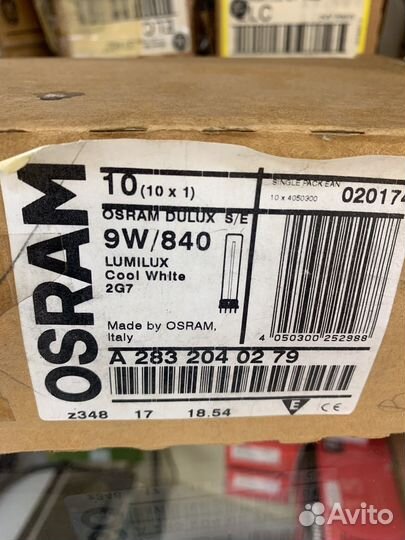 LC
OSRAM
10 (10 x 1)
SINGLE PACK EAN
10 x 4050300
020174
OSRAM DULUX S/E
9W/840
LUMILUX
Cool White
2G7
Made by OSRAM,
Italy
4 050300 252988
A 283 204 02 79
z348 17 18.54
E CE
Avito